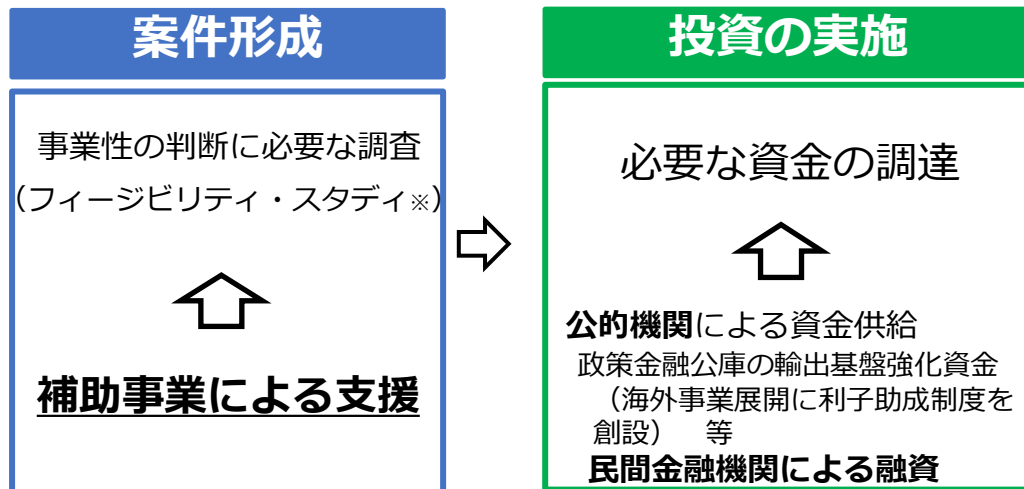 案件形成
事業性の判断に必要な調査
（フィージビリティ・スタディ※）
補助事業による支援
投資の実施
必要な資金の調達
公的機関による資金供給
政策金融公庫の輸出基盤強化資金
（海外事業展開に利子助成制度を
創設）　等
民間金融機関による融資